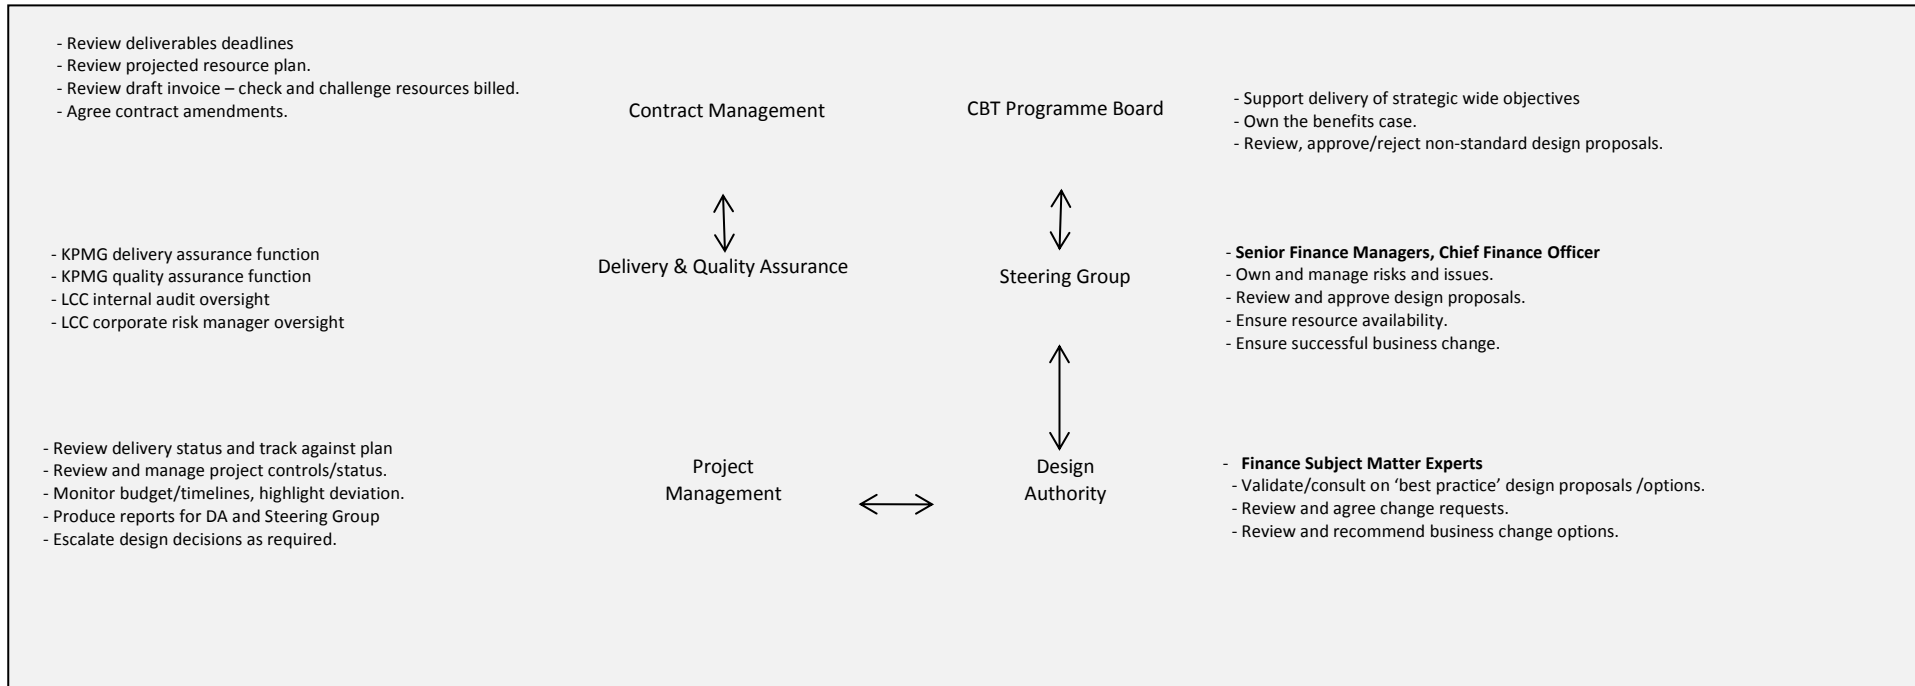 - Review deliverables deadlines
- Review projected resource plan.
- Review draft invoice – check and challenge resources billed.
- Agree contract amendments.
Contract Management
CBT Programme Board
- Support delivery of strategic wide objectives
- Own the benefits case.
- Review, approve/reject non-standard design proposals.
- KPMG delivery assurance function
- KPMG quality assurance function
- LCC internal audit oversight
- LCC corporate risk manager oversight
Delivery & Quality Assurance
Steering Group
- Senior Finance Managers, Chief Finance Officer
- Own and manage risks and issues.
- Review and approve design proposals.
- Ensure resource availability.
- Ensure successful business change.
- Review delivery status and track against plan
- Review and manage project controls/status.
- Monitor budget/timelines, highlight deviation.
- Produce reports for DA and Steering Group
- Escalate design decisions as required.
Project
Management
Design
Authority
- Finance Subject Matter Experts
- Validate/consult on ‘best practice’ design proposals /options.
- Review and agree change requests.
- Review and recommend business change options.